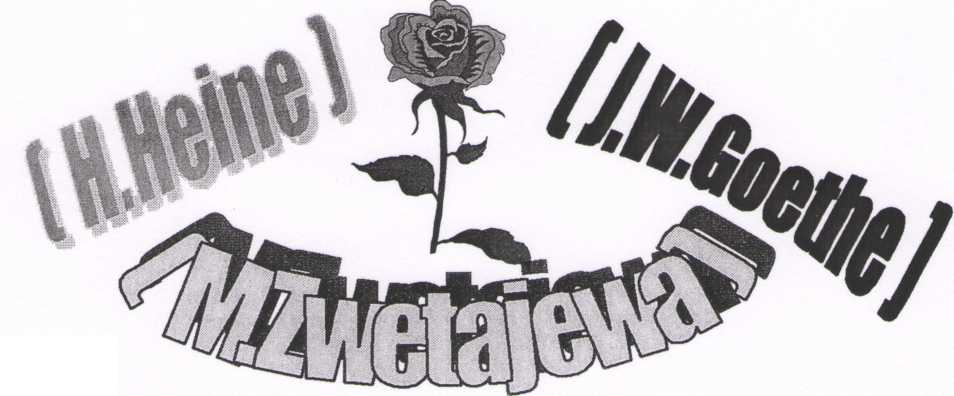 ( H.Heine )
( J.W.Goethe )
( M.Zwetajewa )